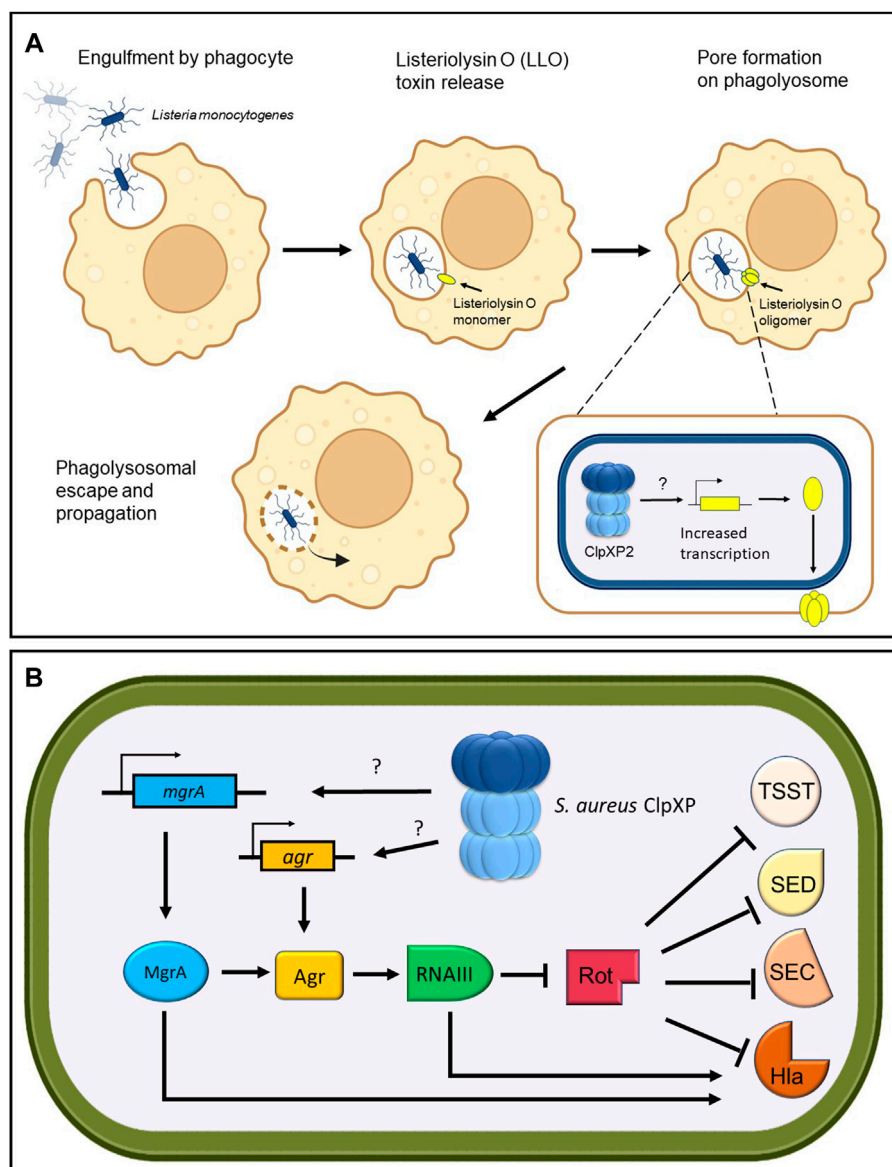 A
Engulfment by phagocyte
Listeria monocytogenes
Listeriolysin O (LLO)
toxin release
Pore formation
on phagolyosome
Listeriolysin O
monomer
Listeriolysin O
oligomer
Phagolysosomal
escape and
propagation
?
ClpXP2
Increased
transcription
B
mgrA
?
S. aureus ClpXP
agr
?
TSST
SED
SEC
Hla
MgrA
Agr
RNAIII
Rot